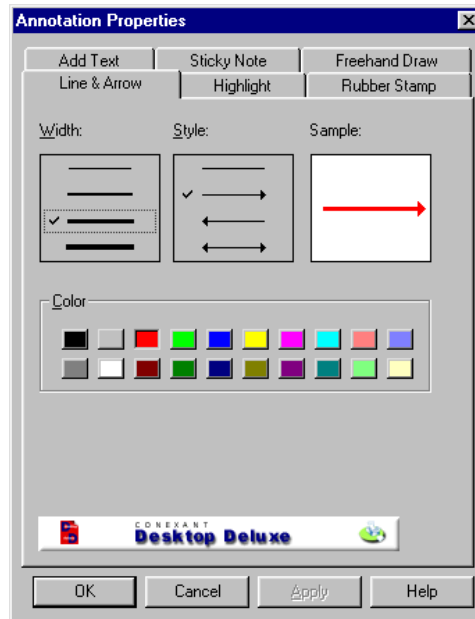 Annotation Properties
Add Text Sticky Note Freehand Draw
Line & Arrow Highlight Rubber Stamp
Width: Style: Sample:
Color
CONEXANT
Desktop Deluxe
OK Cancel Apply Help